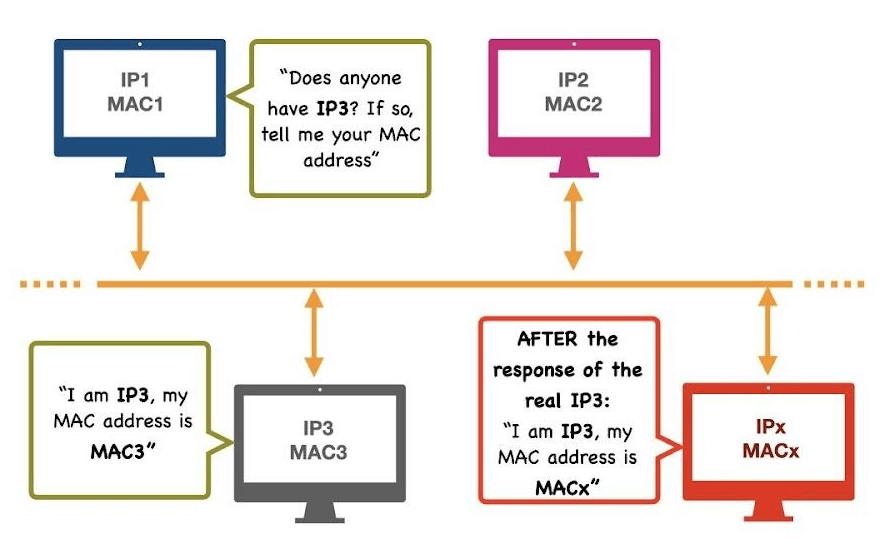 IP1
MAC1
“Does anyone
have IP3? If so,
tell me your MAC
address”
IP2
MAC2
“I am IP3, my
MAC address is
MAC3”
IP3
MAC3
AFTER the
response of the
real IP3:
“I am IP3, my
MAC address is
MACx”
IPx
MACx